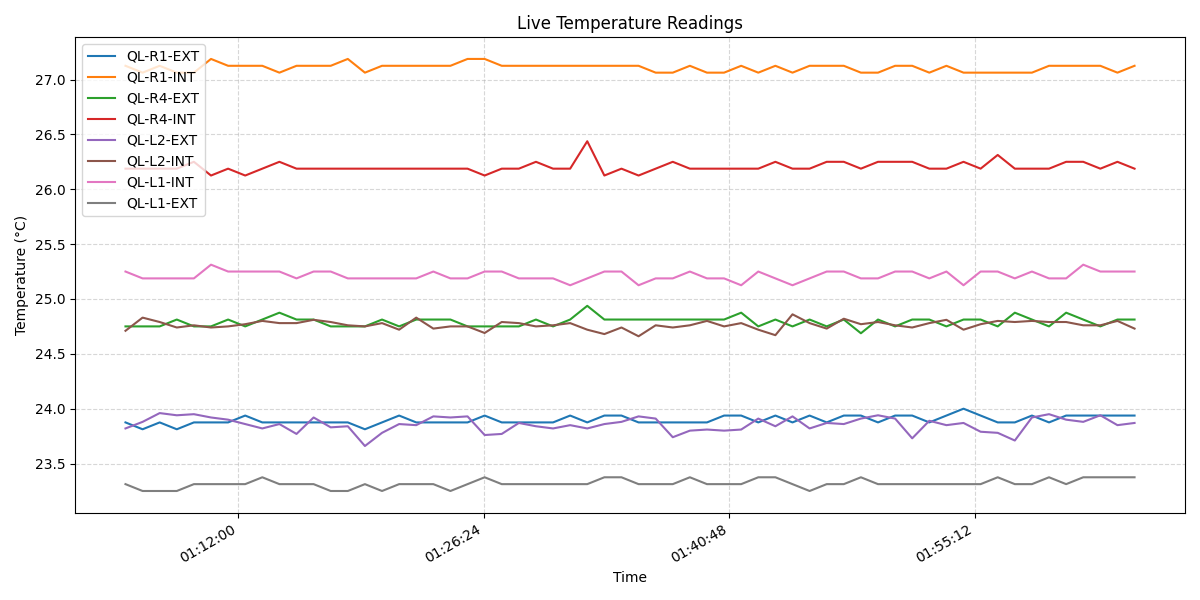 Live Temperature Readings
QL-R1-EXT
QL-R1-INT
QL-R4-EXT
QL-R4-INT
QL-L2-EXT
QL-L2-INT
QL-L1-INT
QL-L1-EXT
Temperature (°C)
27.0
26.5
26.0
25.5
25.0
24.5
24.0
23.5
01:12:00
01:26:24
01:40:48
01:55:12
Time